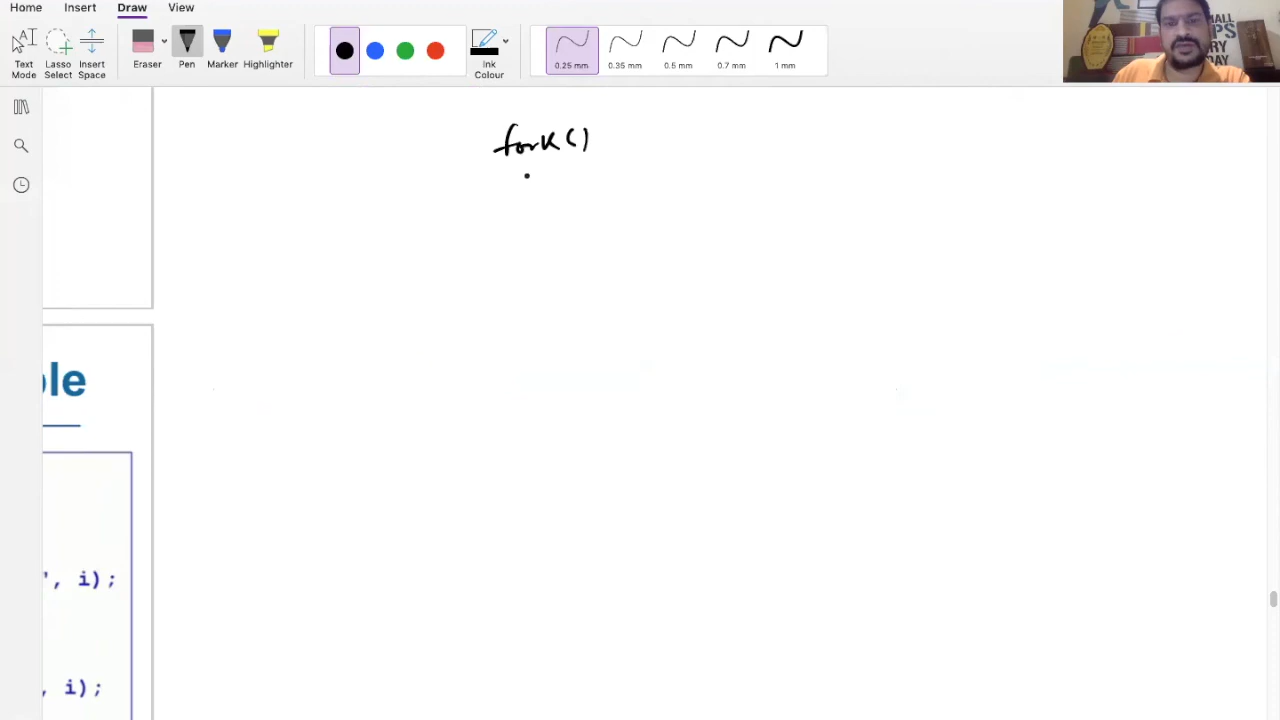 Home Insert Draw View
Text Mode
Lasso Select
Insert Space
Eraser
Pen
Marker
Highlighter
Ink Colour
0.25 mm
0.35 mm
0.5 mm
0.7 mm
1 mm
fork()
le
", i);
, i);